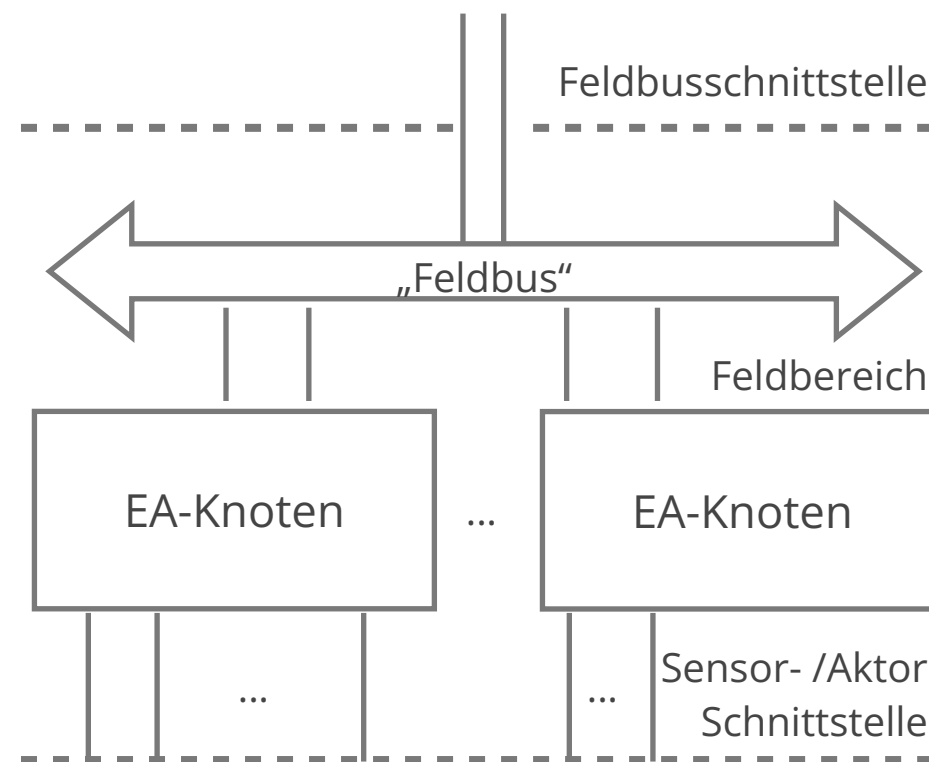 Feldbusschnittstelle
„Feldbus“
Feldbereich
EA-Knoten
...
EA-Knoten
...
...
Sensor- /Aktor
Schnittstelle